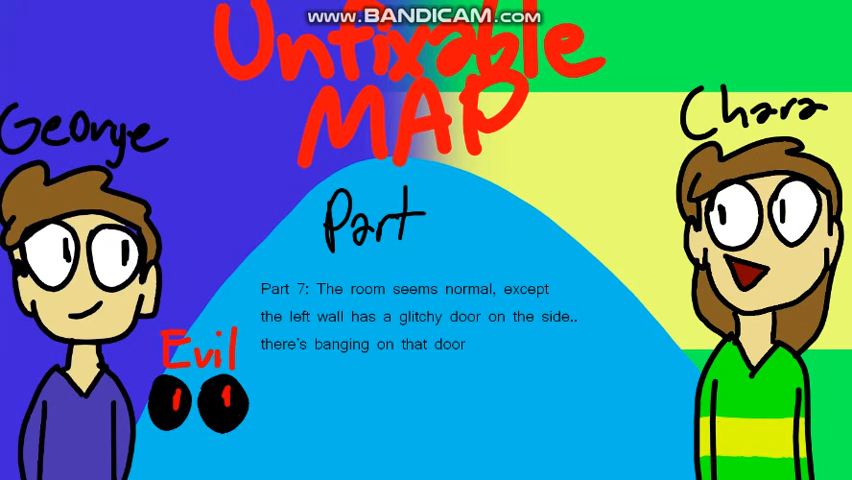 www.BANDICAM.com
Unfixable
MAP
George
Chara
Part
Part 7: The room seems normal, except
the left wall has a glitchy door on the side..
there's banging on that door
Evil